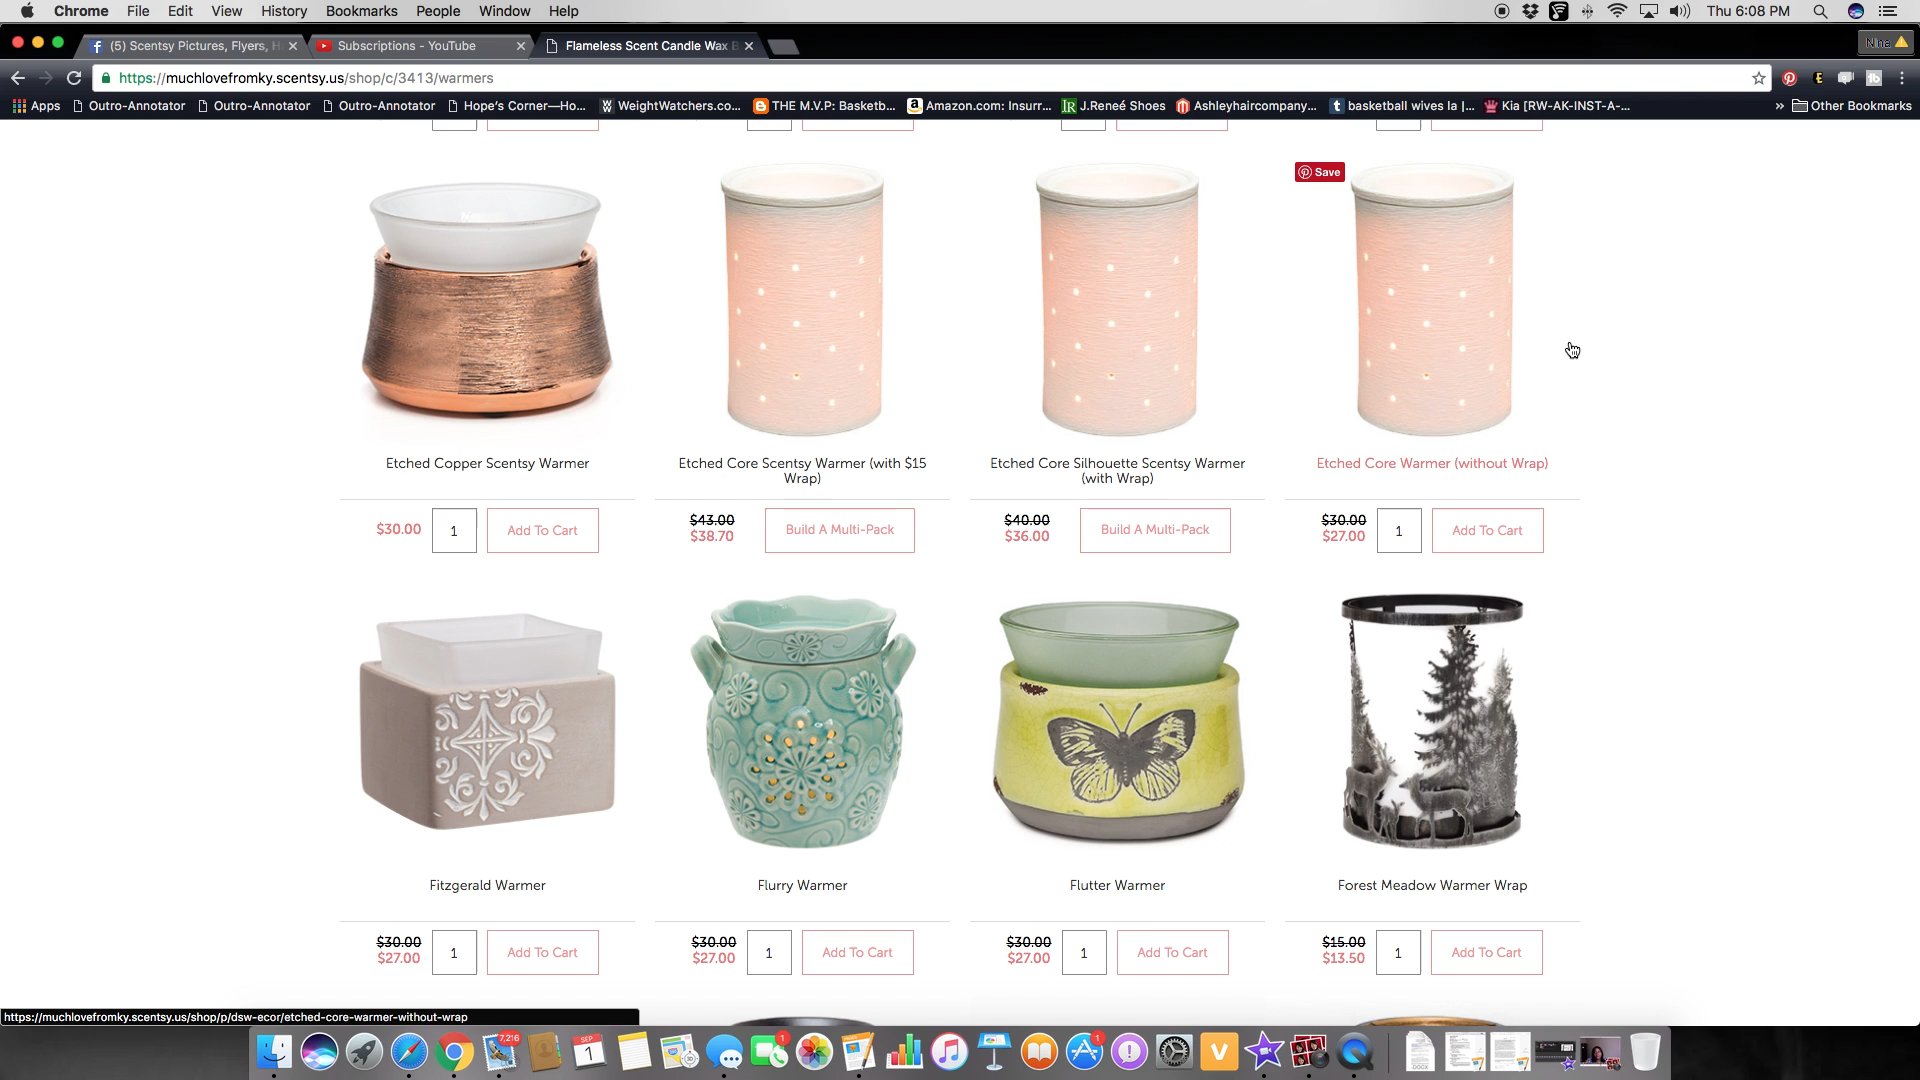 Chrome File Edit View History Bookmarks People Window Help Thu 6:08 PM
(5) Scentsy Pictures, Flyers, H Subscriptions - YouTube Flameless Scent Candle Wax B Nina
https://muchlovefromky.scentsy.us/shop/c/3413/warmers
Apps Outro-Annotator Outro-Annotator Outro-Annotator Hope's Corner—Ho... WeightWatchers.co... THE M.V.P: Basketb... Amazon.com: Insurr... J.Reneé Shoes Ashleyhaircompany... basketball wives la |... Kia [RW-AK-INST-A-... » Other Bookmarks
Save
Etched Copper Scentsy Warmer
Etched Core Scentsy Warmer (with $15
Wrap)
Etched Core Silhouette Scentsy Warmer
(with Wrap)
Etched Core Warmer (without Wrap)
$30.00 1 Add To Cart
$43.00
$38.70 Build A Multi-Pack
$40.00
$36.00 Build A Multi-Pack
$30.00
$27.00 1 Add To Cart
Fitzgerald Warmer
Flurry Warmer
Flutter Warmer
Forest Meadow Warmer Wrap
$30.00
$27.00 1 Add To Cart
$30.00
$27.00 1 Add To Cart
$30.00
$27.00 1 Add To Cart
$15.00
$13.50 1 Add To Cart
https://muchlovefromky.scentsy.us/shop/p/dsw-ecor/etched-core-warmer-without-wrap
7,216
SEP
1
1
1